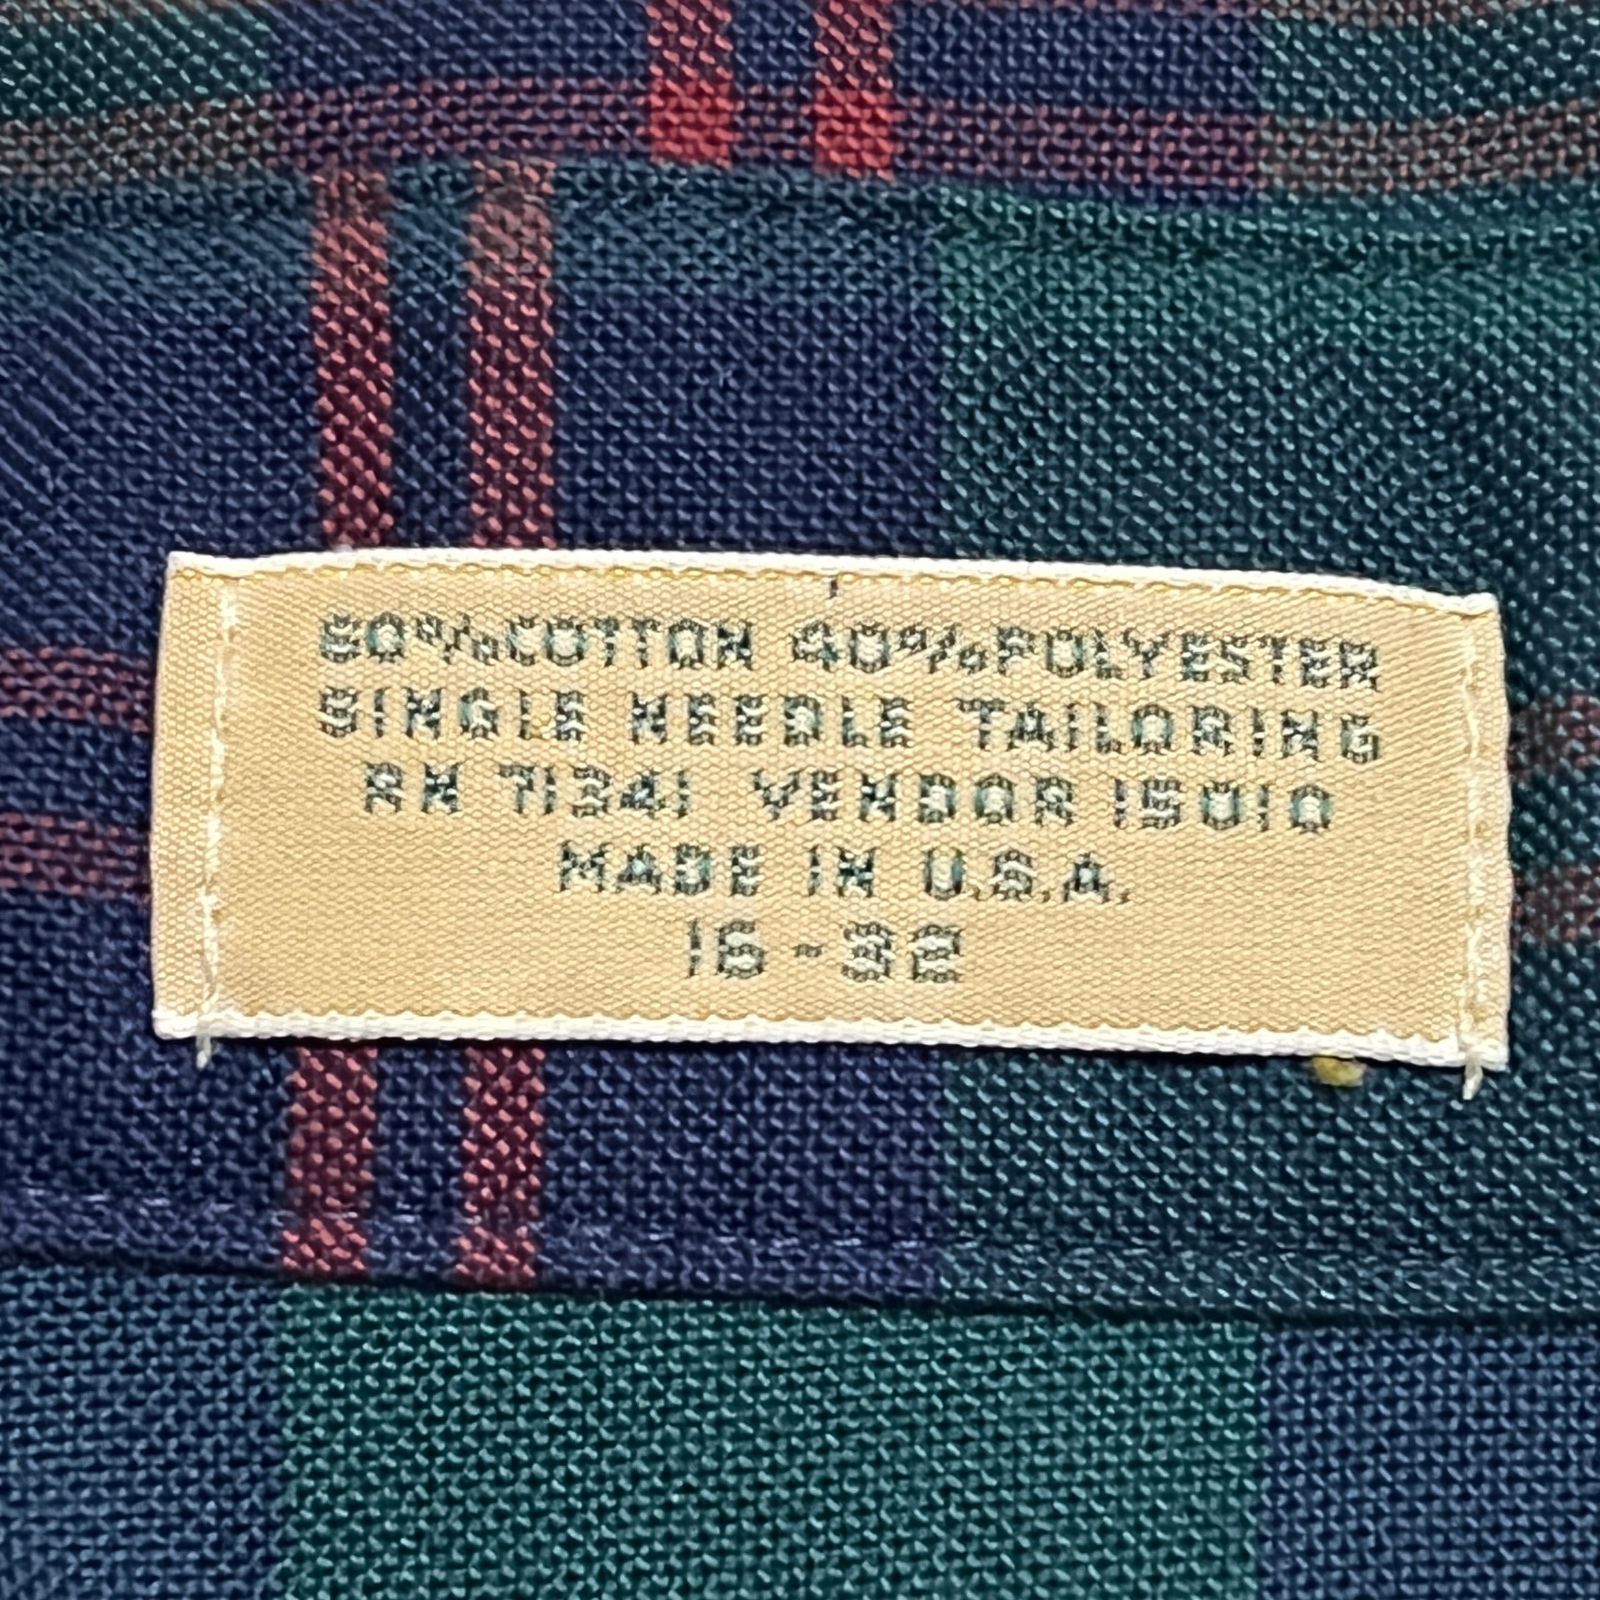 60% COTTON 40% POLYESTER
SINGLE NEEDLE TAILORING
RN 71341 VENDOR 15010
MADE IN U.S.A.
16 - 32